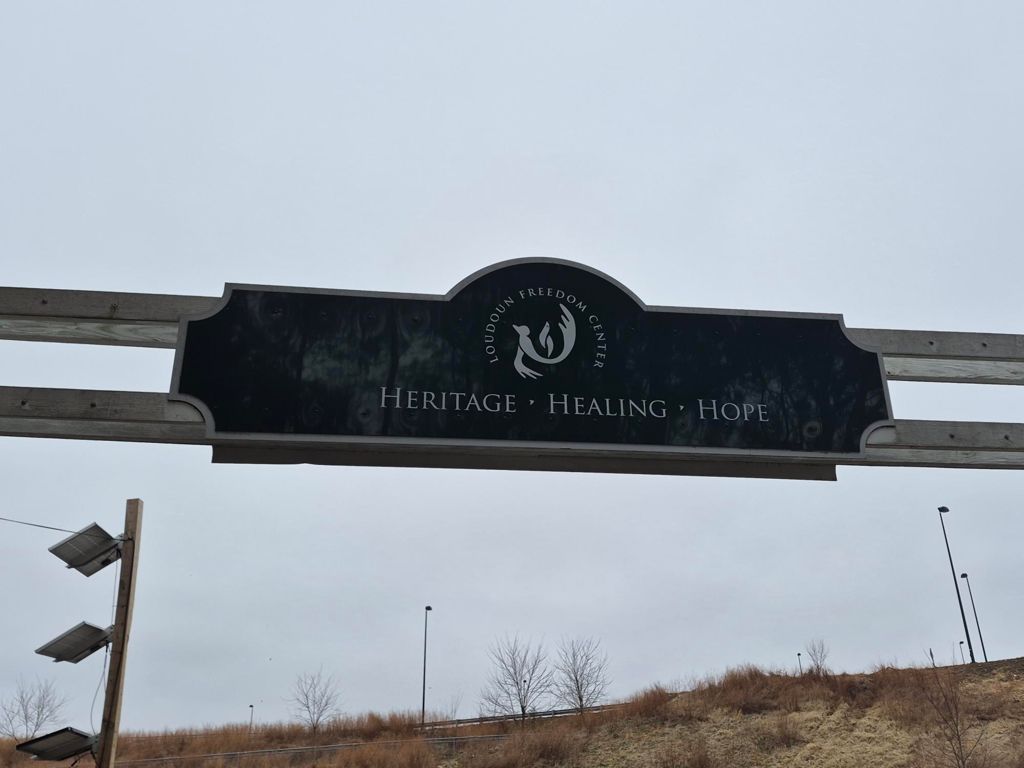 LOUDOUN FREEDOM CENTER
HERITAGE · HEALING · HOPE